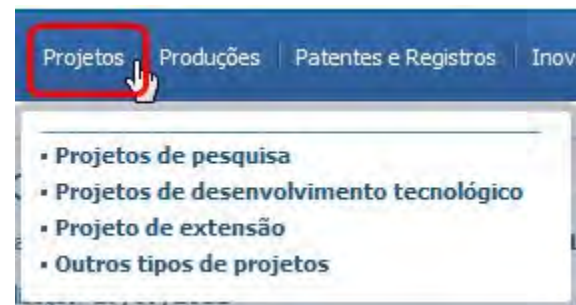 Projetos Produções Patentes e Registros
Projetos de pesquisa
Projetos de desenvolvimento tecnológico
Projeto de extensão
Outros tipos de projetos